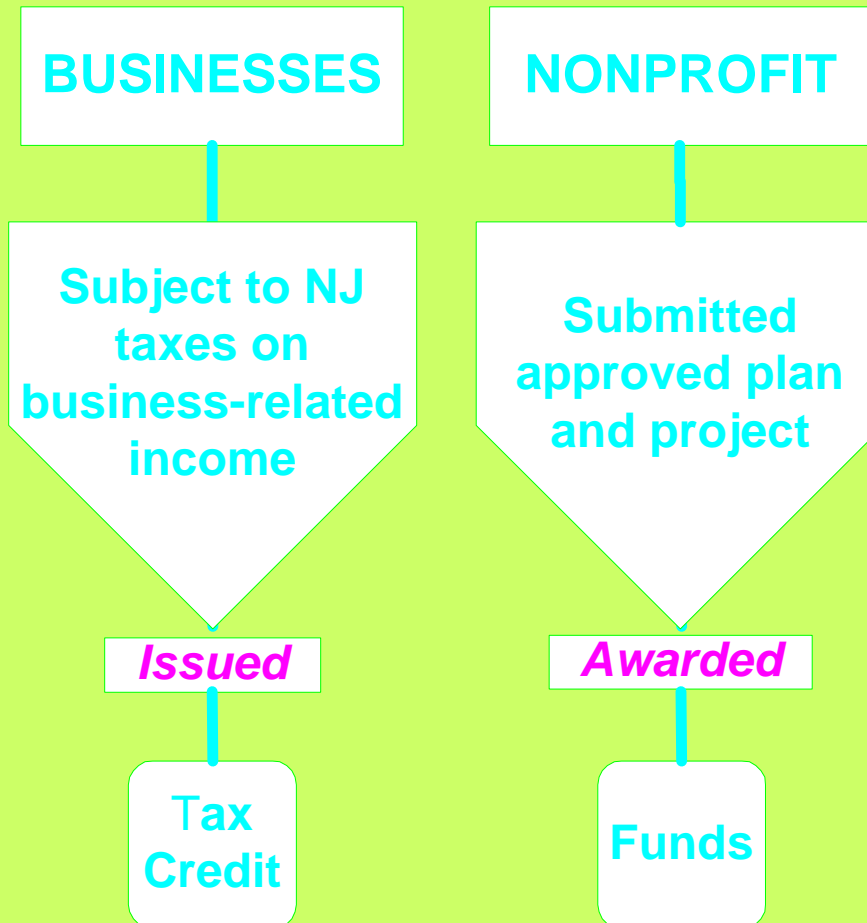 BUSINESSES
Subject to NJ
taxes on
business-related
income
Issued
Tax
Credit
NONPROFIT
Submitted
approved plan
and project
Awarded
Funds